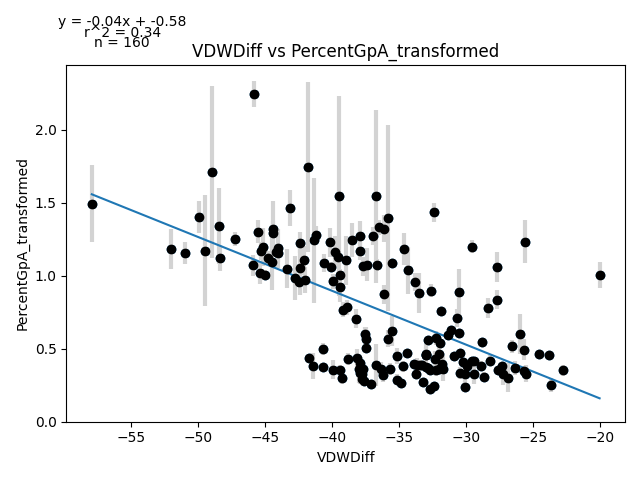 y = -0.04x + -0.58
r^2 = 0.34
n = 160
VDWDiff vs PercentGpA_transformed
PercentGpA_transformed
2.0
1.5
1.0
0.5
0.0
−55
−50
−45
−40
−35
−30
−25
−20
VDWDiff